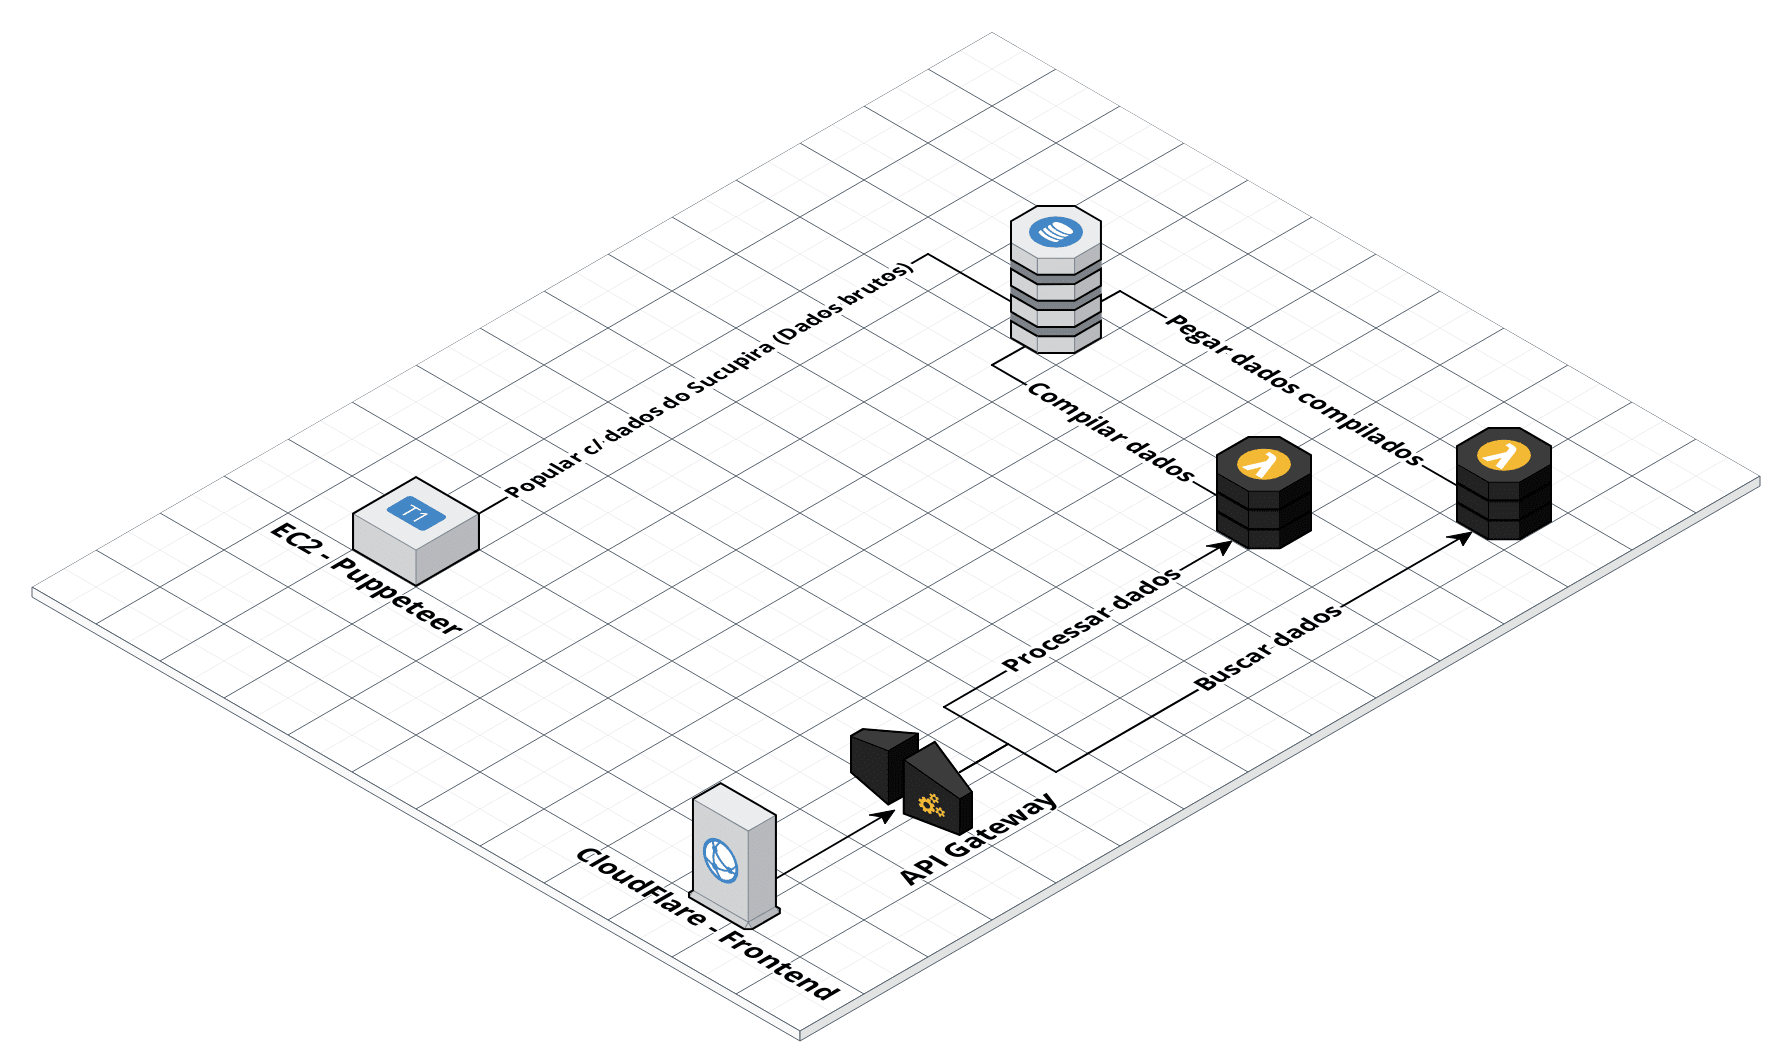 Popular c/ dados do Sucupira (Dados brutos)
Pegar dados compilados
Compilar dados
T1
EC2 - Puppeteer
Processar dados
Buscar dados
API Gateway
CloudFlare - Frontend